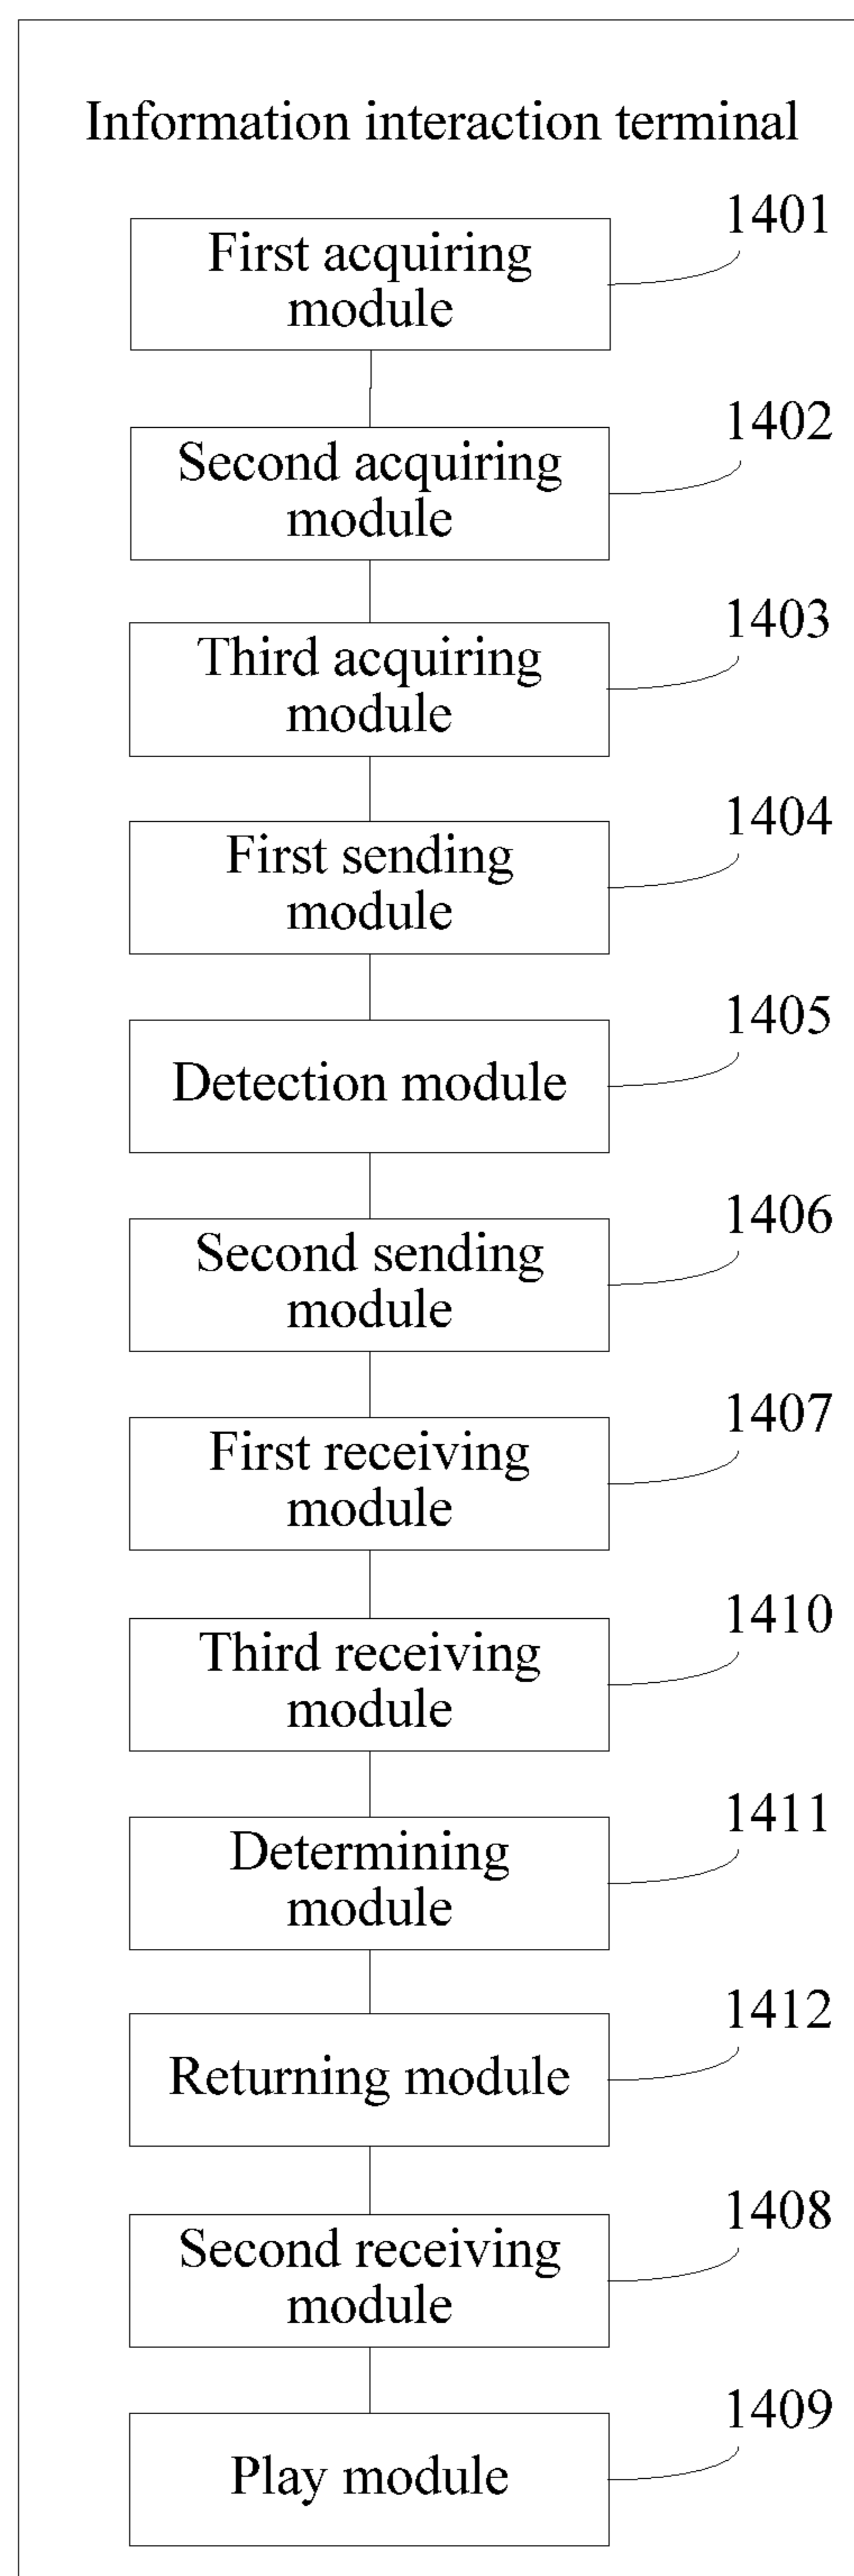 Information interaction terminal
1401
First acquiring
module
1402
Second acquiring
module
1403
Third acquiring
module
1404
First sending
module
1405
Detection module
1406
Second sending
module
1407
First receiving
module
1410
Third receiving
module
1411
Determining
module
1412
Returning module
1408
Second receiving
module
1409
Play module